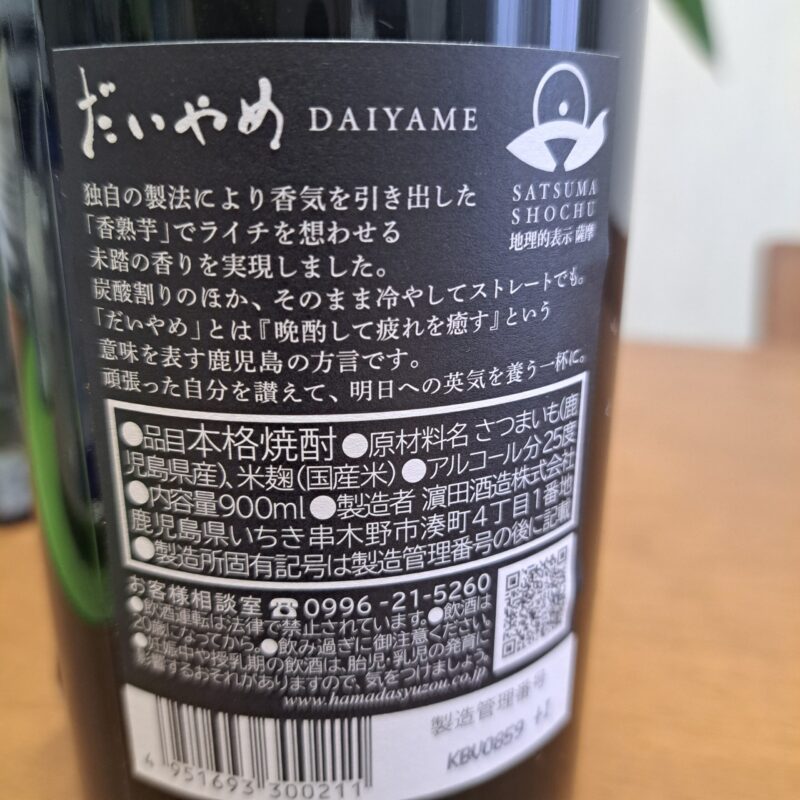 だいやめ DAIYAME
SATSUMA
SHOCHU
地理的表示 薩摩
独自の製法により香気を引き出した
「香熟芋」でライチを想わせる
未踏の香りを実現しました。
炭酸割りのほか、そのまま冷やしてストレートでも。
「だいやめ」とは『晩酌して疲れを癒す』という
意味を表す鹿児島の方言です。
頑張った自分を讃えて、明日への英気を養う一杯に。
●品目 本格焼酎 ●原材料名 さつまいも(鹿
児島県産)、米麹(国産米) ●アルコール分 25度
●内容量 900ml ●製造者 濵田酒造株式会社
鹿児島県いちき串木野市湊町4丁目1番地
●製造所固有記号は製造管理番号の後に記載
お客様相談室 ☎0996-21-5260
●飲酒運転は法律で禁止されています。●飲酒は
20歳になってから。●飲み過ぎに御注意ください。
●妊娠中や授乳期の飲酒は、胎児・乳児の発育に
影響するおそれがありますので、気をつけましょう。
www.hamadasyuzou.com
製造管理番号
KBV0859 t1
4 951693 300211